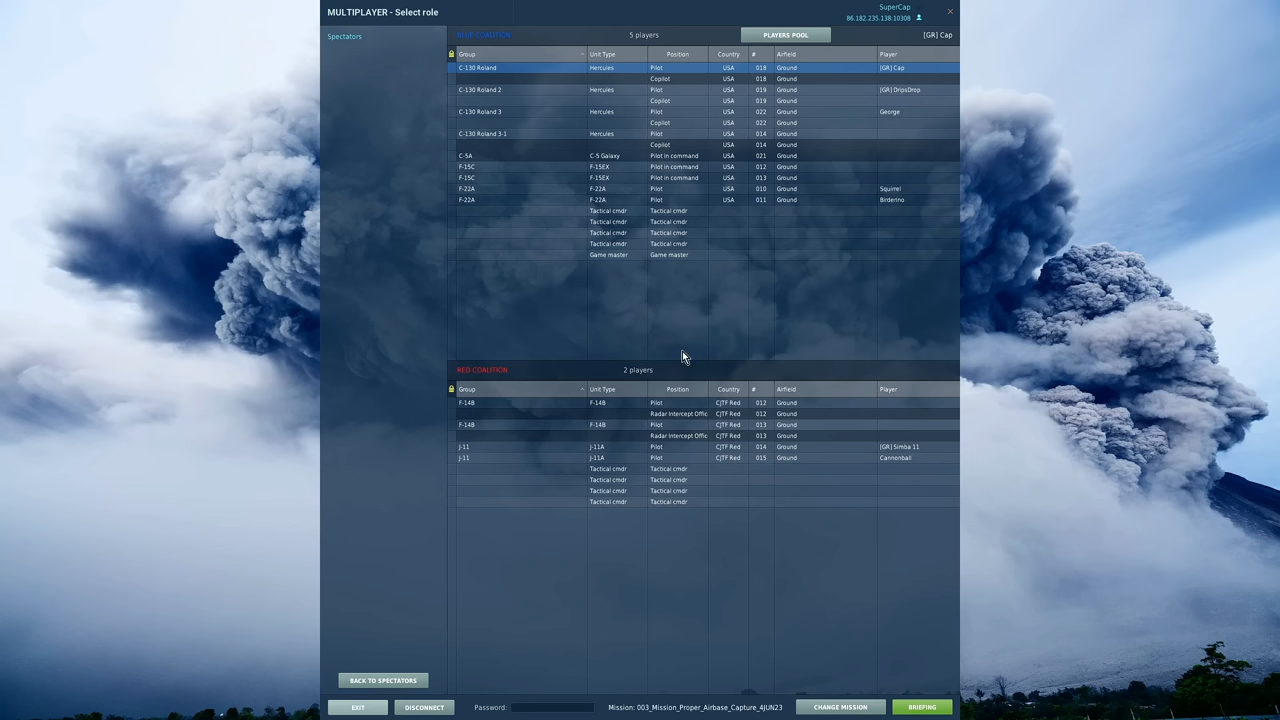 MULTIPLAYER - Select role
SuperCap
86.182.235.138:10308
Spectators
BLUE COALITION 5 players PLAYERS POOL [GR] Cap
Group Unit Type Position Country # Airfield Player
C-130 Roland Hercules Pilot USA 018 Ground [GR] Cap
Copilot USA 018 Ground
C-130 Roland 2 Hercules Pilot USA 019 Ground [GR] DripsDrop
Copilot USA 019 Ground
C-130 Roland 3 Hercules Pilot USA 022 Ground George
Copilot USA 022 Ground
C-130 Roland 3-1 Hercules Pilot USA 014 Ground
Copilot USA 014 Ground
C-5A C-5 Galaxy Pilot in command USA 021 Ground
F-15C F-15EX Pilot in command USA 012 Ground
F-15C F-15EX Pilot in command USA 013 Ground
F-22A F-22A Pilot USA 010 Ground Squirrel
F-22A F-22A Pilot USA 011 Ground Birderino
Tactical cmdr Tactical cmdr
Tactical cmdr Tactical cmdr
Tactical cmdr Tactical cmdr
Tactical cmdr Tactical cmdr
Game master Game master
RED COALITION 2 players
Group Unit Type Position Country # Airfield Player
F-14B F-14B Pilot CJTF Red 012 Ground
Radar Intercept Offic CJTF Red 012 Ground
F-14B F-14B Pilot CJTF Red 013 Ground
Radar Intercept Offic CJTF Red 013 Ground
J-11 J-11A Pilot CJTF Red 014 Ground [GR] Simba 11
J-11 J-11A Pilot CJTF Red 015 Ground Cannonball
Tactical cmdr Tactical cmdr
Tactical cmdr Tactical cmdr
Tactical cmdr Tactical cmdr
Tactical cmdr Tactical cmdr
BACK TO SPECTATORS
EXIT DISCONNECT Password: Mission: 003_Mission_Proper_Airbase_Capture_4JUN23 CHANGE MISSION BRIEFING